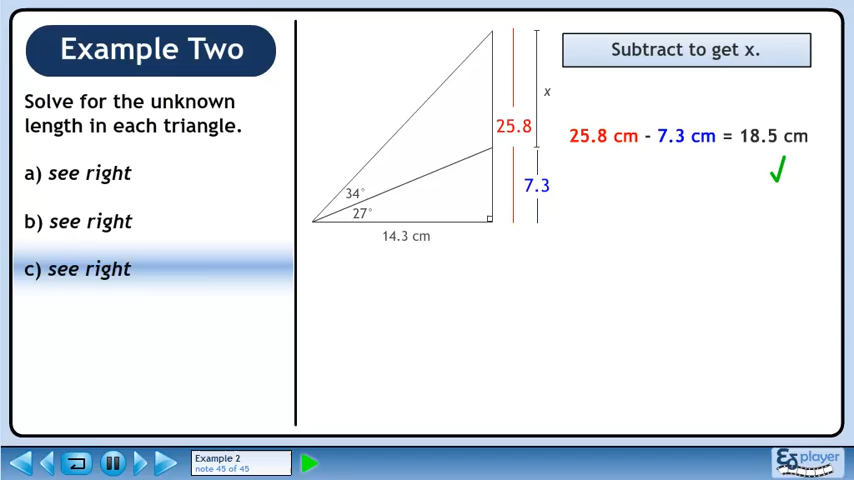 Example Two
Solve for the unknown
length in each triangle.
a) see right
b) see right
c) see right
34°
27°
14.3 cm
25.8
x
7.3
Subtract to get x.
25.8 cm - 7.3 cm = 18.5 cm
Example 2
note 45 of 45
player